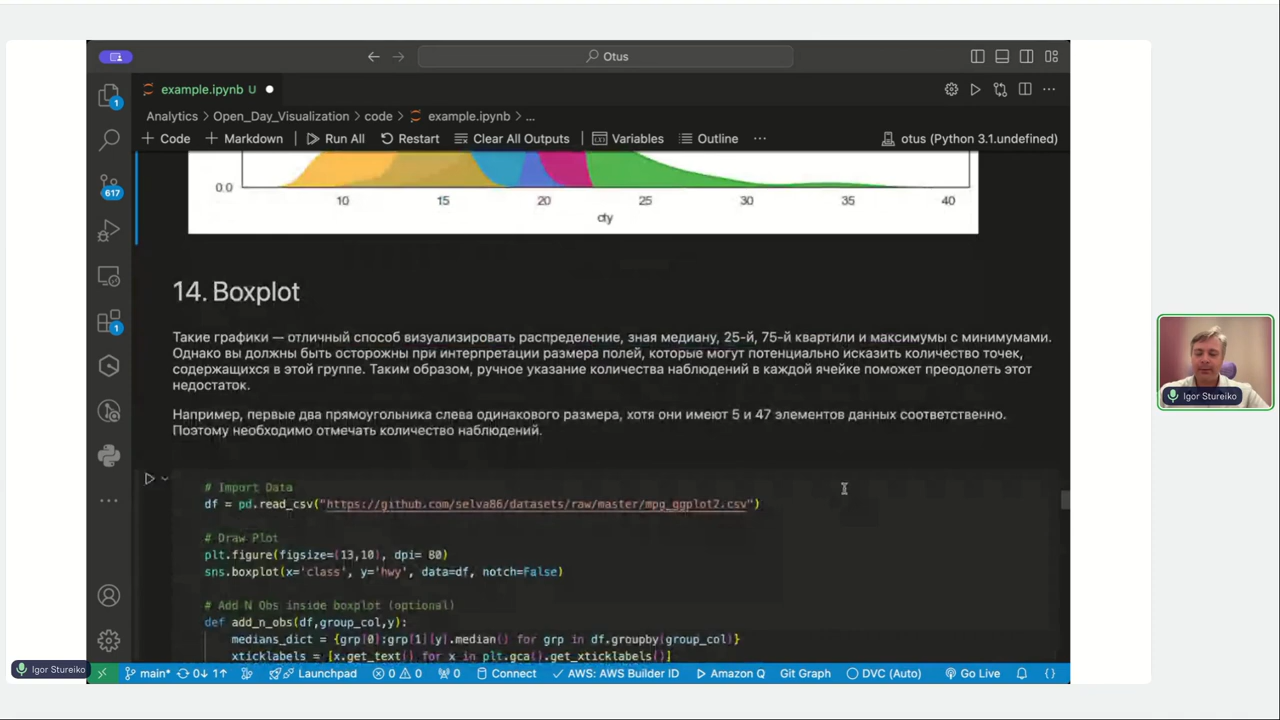 Otus
example.ipynb U
Analytics > Open_Day_Visualization > code > example.ipynb > ...
+ Code + Markdown Run All Restart Clear All Outputs Variables Outline ... otus (Python 3.1.undefined)
0.0
10 15 20 25 30 35 40
cty
14. Boxplot
Такие графики — отличный способ визуализировать распределение, зная медиану, 25-й, 75-й квартили и максимумы с минимумами.
Однако вы должны быть осторожны при интерпретации размера полей, которые могут потенциально исказить количество точек,
содержащихся в этой группе. Таким образом, ручное указание количества наблюдений в каждой ячейке поможет преодолеть этот
недостаток.
Например, первые два прямоугольника слева одинакового размера, хотя они имеют 5 и 47 элементов данных соответственно.
Поэтому необходимо отмечать количество наблюдений.
# Import Data
df = pd.read_csv("https://github.com/selva86/datasets/raw/master/mpg_ggplot2.csv")
# Draw Plot
plt.figure(figsize=(13,10), dpi= 80)
sns.boxplot(x='class', y='hwy', data=df, notch=False)
# Add N Obs inside boxplot (optional)
def add_n_obs(df,group_col,y):
medians_dict = {grp[0]:grp[1][y].median() for grp in df.groupby(group_col)}
xticklabels = [x.get_text() for x in plt.gca().get_xticklabels()]
1
617
1
Igor Stureiko
Igor Stureiko
main* 0↓ 1↑ Launchpad 0 0 0 Connect AWS: AWS Builder ID Amazon Q Git Graph DVC (Auto) Go Live {}